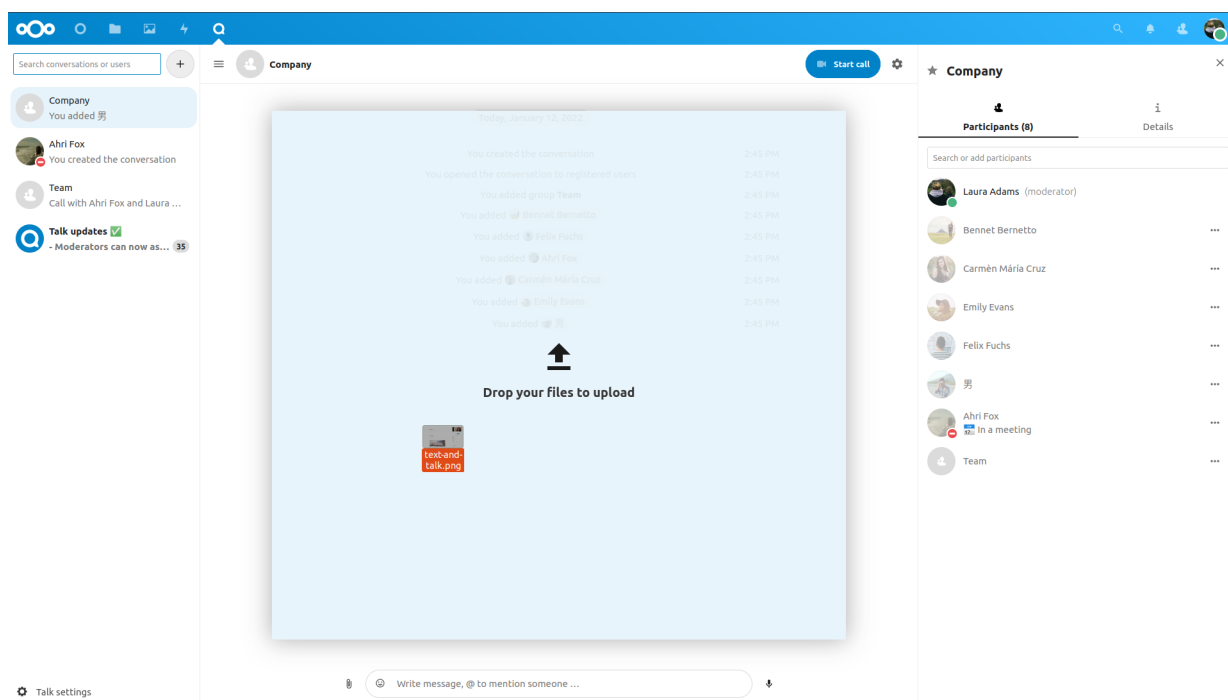 Search conversations or users
+
Company
You added 男
Ahri Fox
You created the conversation
Team
Call with Ahri Fox and Laura ...
Talk updates ✅
- Moderators can now as... 35
Talk settings
Company
Start call
Today, January 17, 2022
You created the conversation 2:45 PM
You opened the conversation to registered users 2:45 PM
You added group Team 2:45 PM
You added Bennet Bernetto 2:45 PM
You added Felix Fuchs 2:45 PM
You added Ahri Fox 2:45 PM
You added Carmèn Mária Cruz 2:45 PM
You added Emily Evans 2:45 PM
You added 男 2:45 PM
Drop your files to upload
text-and-
talk.png
Write message, @ to mention someone ...
Company
Participants (8)
Details
Search or add participants
Laura Adams (moderator)
Bennet Bernetto
Carmèn Mária Cruz
Emily Evans
Felix Fuchs
男
Ahri Fox
In a meeting
Team